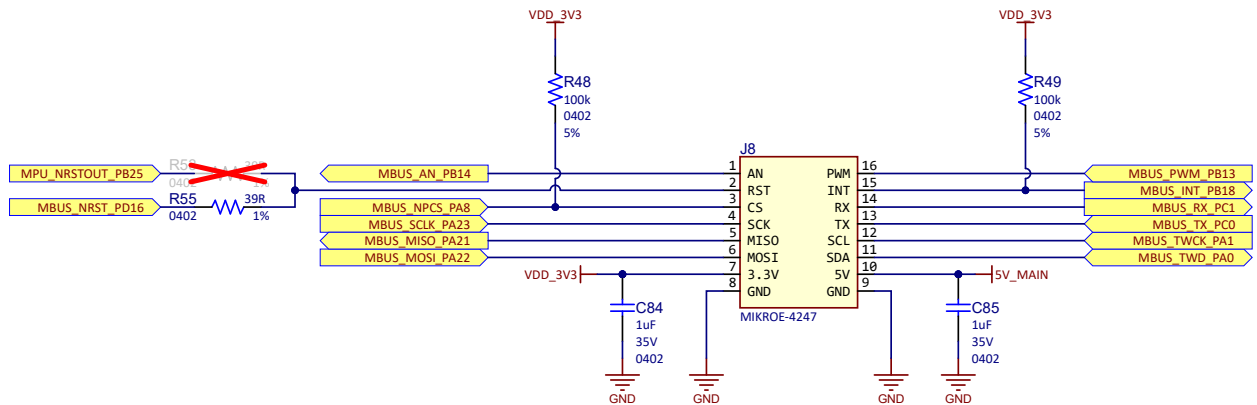 VDD_3V3
VDD_3V3
R48
100k
0402
5%
R49
100k
0402
5%
J8
MPU_NRSTOUT_PB25
39R
0402
1%
MBUS_NRST_PD16
R55
0402
39R
1%
MBUS_AN_PB14
MBUS_NPCS_PA8
MBUS_SCLK_PA23
MBUS_MISO_PA21
MBUS_MOSI_PA22
VDD_3V3
1 AN
2 RST
3 CS
4 SCK
5 MISO
6 MOSI
7 3.3V
8 GND
PWM 16
INT 15
RX 14
TX 13
SCL 12
SDA 11
5V 10
GND 9
MIKROE-4247
MBUS_PWM_PB13
MBUS_INT_PB18
MBUS_RX_PC1
MBUS_TX_PC0
MBUS_TWCK_PA1
MBUS_TWD_PA0
5V_MAIN
C84
1uF
35V
0402
C85
1uF
35V
0402
GND
GND
GND
GND